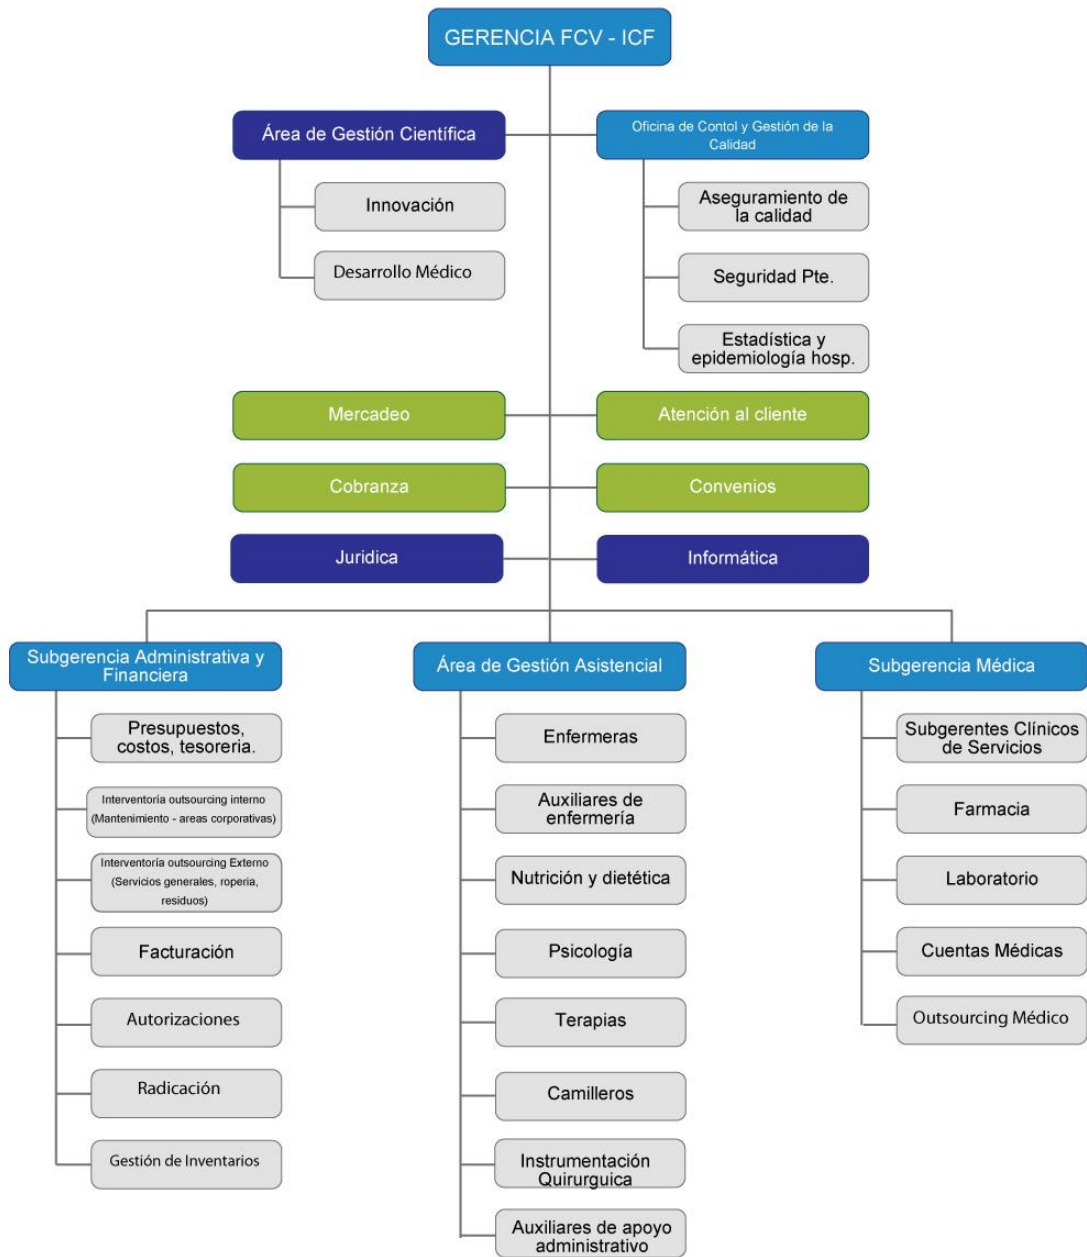 GERENCIA FCV - ICF
Área de Gestión Científica
Innovación
Desarrollo Médico
Oficina de Contol y Gestión de la
Calidad
Aseguramiento de
la calidad
Seguridad Pte.
Estadística y
epidemiología hosp.
Mercadeo
Atención al cliente
Cobranza
Convenios
Juridica
Informática
Subgerencia Administrativa y
Financiera
Presupuestos,
costos, tesoreria.
Interventoría outsourcing interno
(Mantenimiento - areas corporativas)
Interventoría outsourcing Externo
(Servicios generales, roperia,
residuos)
Facturación
Autorizaciones
Radicación
Gestión de Inventarios
Área de Gestión Asistencial
Enfermeras
Auxiliares de
enfermería
Nutrición y dietética
Psicología
Terapias
Camilleros
Instrumentación
Quirurguica
Auxiliares de apoyo
administrativo
Subgerencia Médica
Subgerentes Clínicos
de Servicios
Farmacia
Laboratorio
Cuentas Médicas
Outsourcing Médico